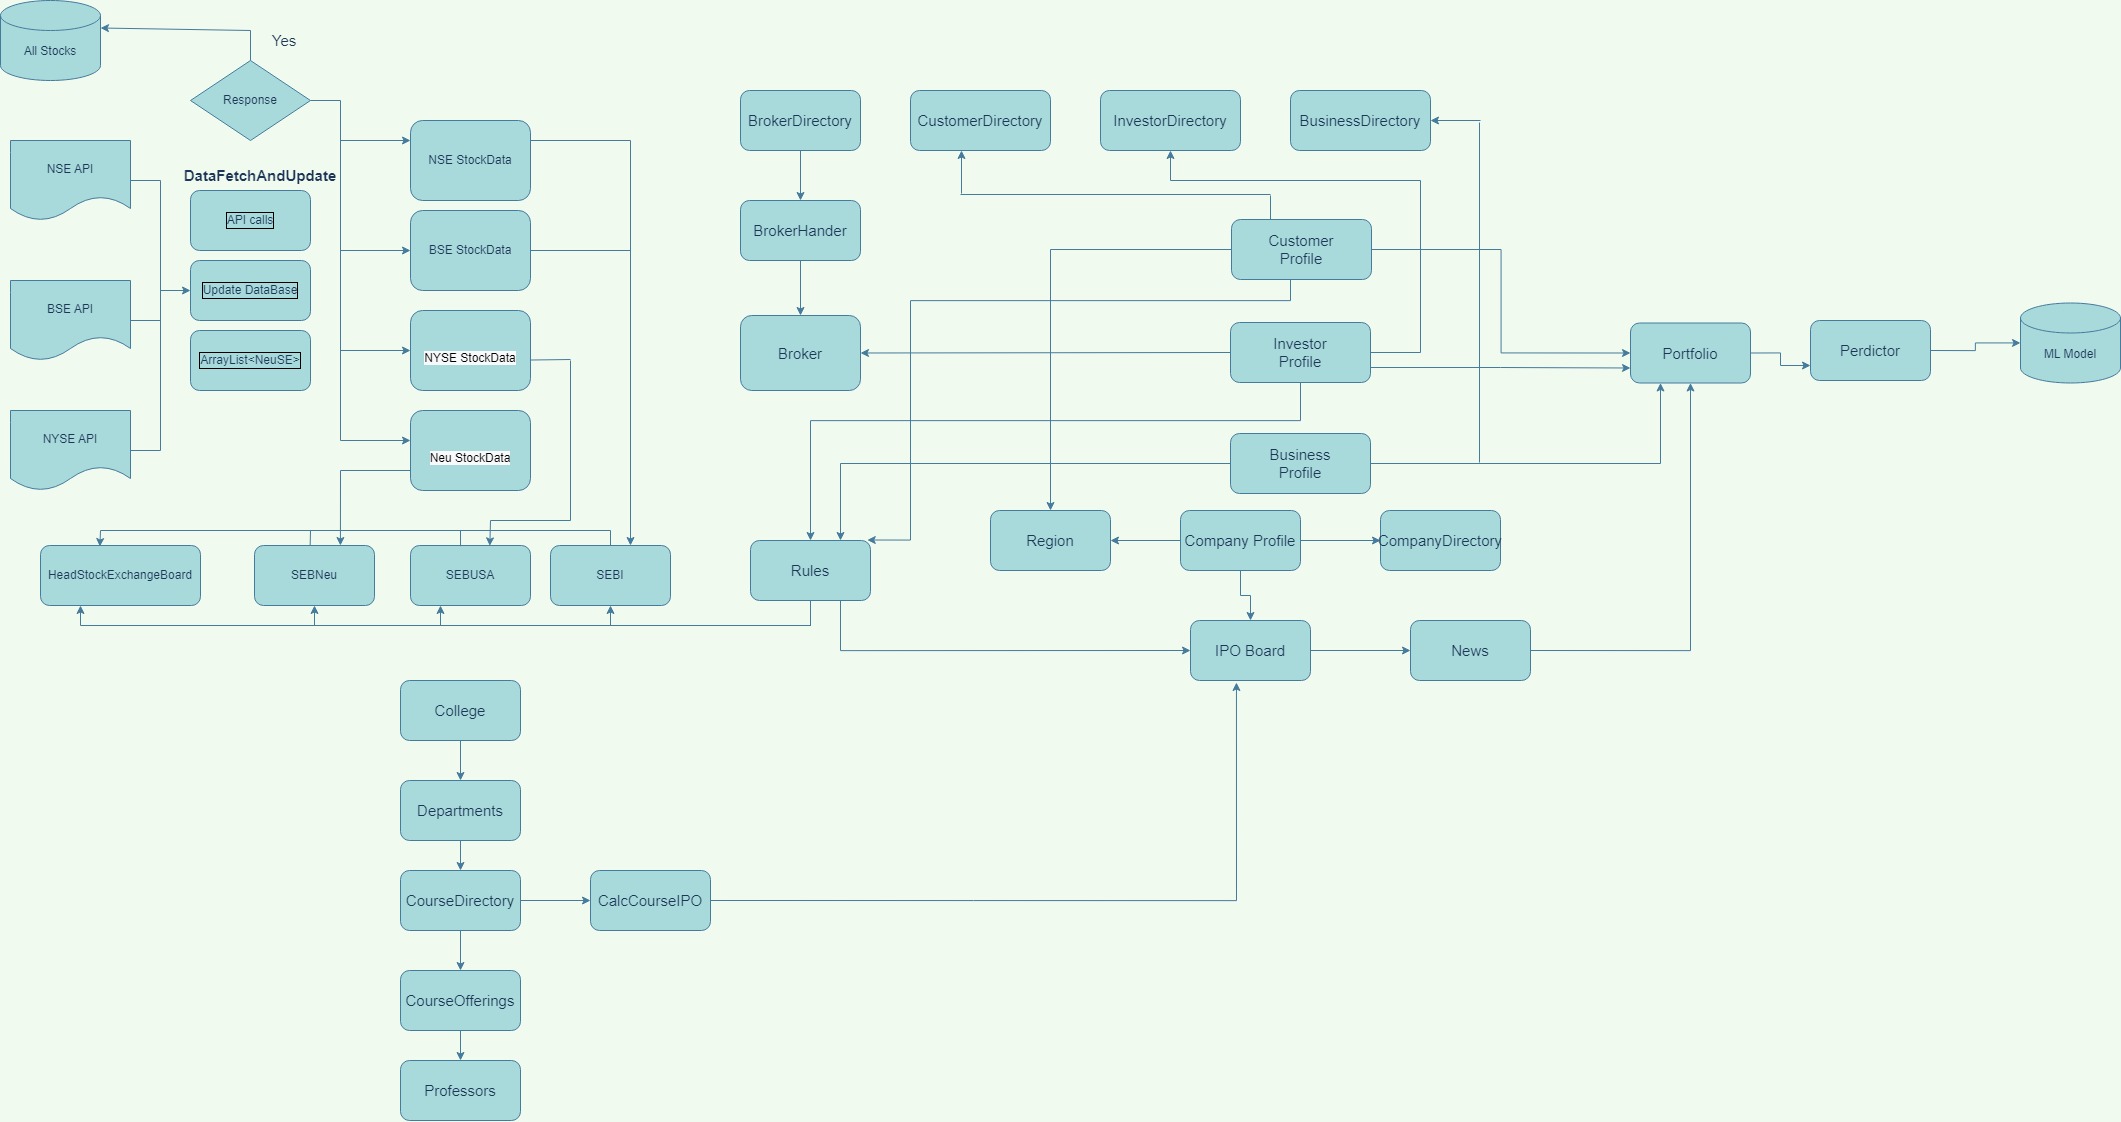 All Stocks
Yes
Response
NSE API
BSE API
NYSE API
DataFetchAndUpdate
API calls
Update DataBase
ArrayList<NeuSE>
NSE StockData
BSE StockData
NYSE StockData
Neu StockData
HeadStockExchangeBoard
SEBNeu
SEBUSA
SEBI
BrokerDirectory
CustomerDirectory
InvestorDirectory
BusinessDirectory
BrokerHander
Broker
Customer
Profile
Investor
Profile
Business
Profile
Portfolio
Perdictor
ML Model
Rules
Region
Company Profile
CompanyDirectory
IPO Board
News
College
Departments
CourseDirectory
CalcCourseIPO
CourseOfferings
Professors